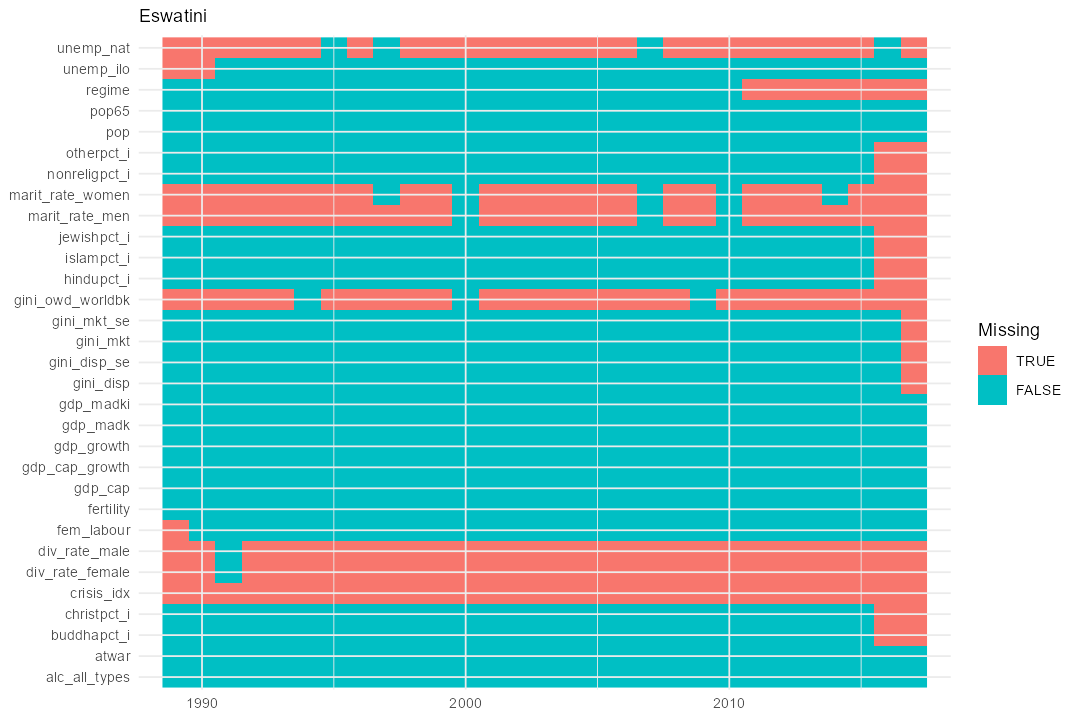 Eswatini
unemp_nat
unemp_ilo
regime
pop65
pop
otherpct_i
nonreligpct_i
marit_rate_women
marit_rate_men
jewishpct_i
islampct_i
hindupct_i
gini_owd_worldbk
gini_mkt_se
gini_mkt
gini_disp_se
gini_disp
gdp_madki
gdp_madk
gdp_growth
gdp_cap_growth
gdp_cap
fertility
fem_labour
div_rate_male
div_rate_female
crisis_idx
christpct_i
buddhapct_i
atwar
alc_all_types
1990 2000 2010
Missing
TRUE
FALSE